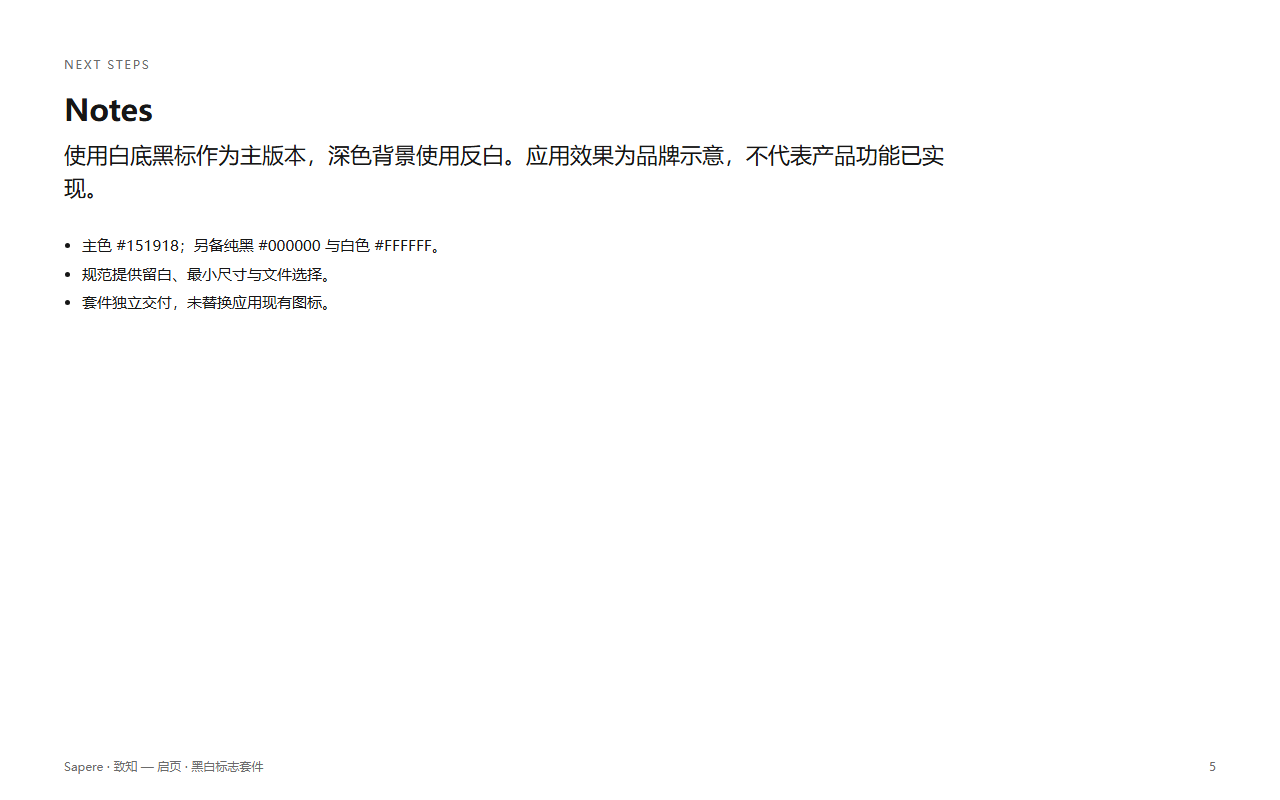 NEXT STEPS
Notes
使用白底黑标作为主版本，深色背景使用反白。应用效果为品牌示意，不代表产品功能已实
现。
• 主色 #151918；另备纯黑 #000000 与白色 #FFFFFF。
• 规范提供留白、最小尺寸与文件选择。
• 套件独立交付，未替换应用现有图标。
Sapere · 致知 — 启页 · 黑白标志套件
5